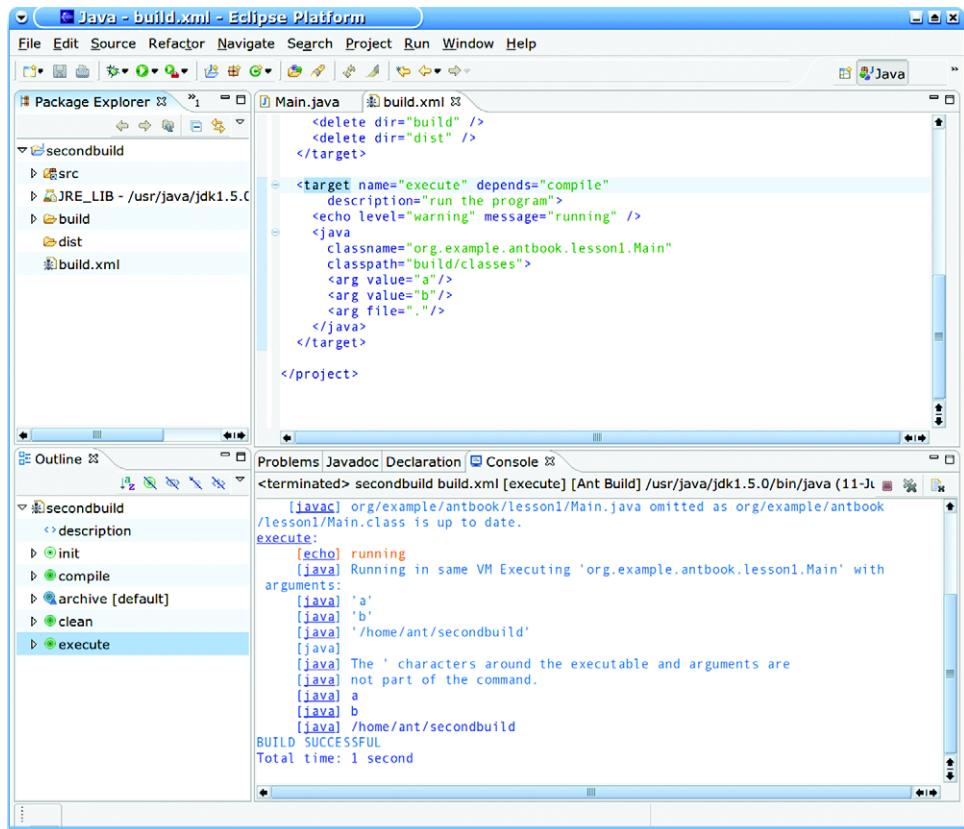 Java - build.xml - Eclipse Platform
File Edit Source Refactor Navigate Search Project Run Window Help
Java
»
Package Explorer
»1
secondbuild
src
JRE_LIB - /usr/java/jdk1.5.0
build
dist
build.xml
Main.java
build.xml
<delete dir="build" />
<delete dir="dist" />
</target>
<target name="execute" depends="compile"
description="run the program">
<echo level="warning" message="running" />
<java
classname="org.example.antbook.lesson1.Main"
classpath="build/classes">
<arg value="a"/>
<arg value="b"/>
<arg file="."/>
</java>
</target>
</project>
Outline
secondbuild
description
init
compile
archive [default]
clean
execute
Problems Javadoc Declaration Console
<terminated> secondbuild build.xml [execute] [Ant Build] /usr/java/jdk1.5.0/bin/java (11-Ju
[javac] org/example/antbook/lesson1/Main.java omitted as org/example/antbook
/lesson1/Main.class is up to date.
execute:
[echo] running
[java] Running in same VM Executing 'org.example.antbook.lesson1.Main' with
arguments:
[java] 'a'
[java] 'b'
[java] '/home/ant/secondbuild'
[java]
[java] The ' characters around the executable and arguments are
[java] not part of the command.
[java] a
[java] b
[java] /home/ant/secondbuild
BUILD SUCCESSFUL
Total time: 1 second